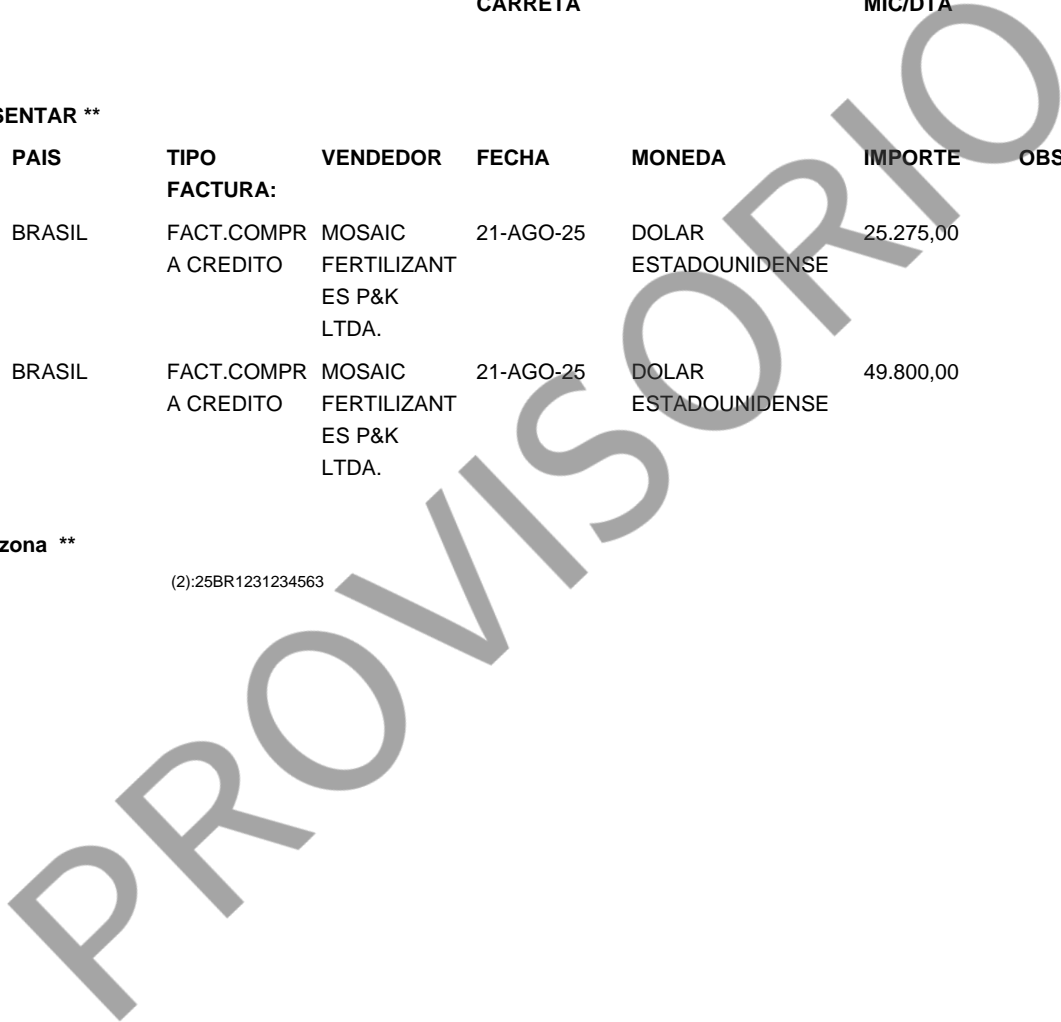 CARRETA MIC/DTA
SENTAR **
PAIS TIPO VENDEDOR FECHA MONEDA IMPORTE OBS
FACTURA:
BRASIL FACT.COMPR MOSAIC 21-AGO-25 DOLAR 25.275,00
A CREDITO FERTILIZANT ESTADOUNIDENSE
ES P&K
LTDA.
BRASIL FACT.COMPR MOSAIC 21-AGO-25 DOLAR 49.800,00
A CREDITO FERTILIZANT ESTADOUNIDENSE
ES P&K
LTDA.
zona **
(2):25BR1231234563
PROVISORIO